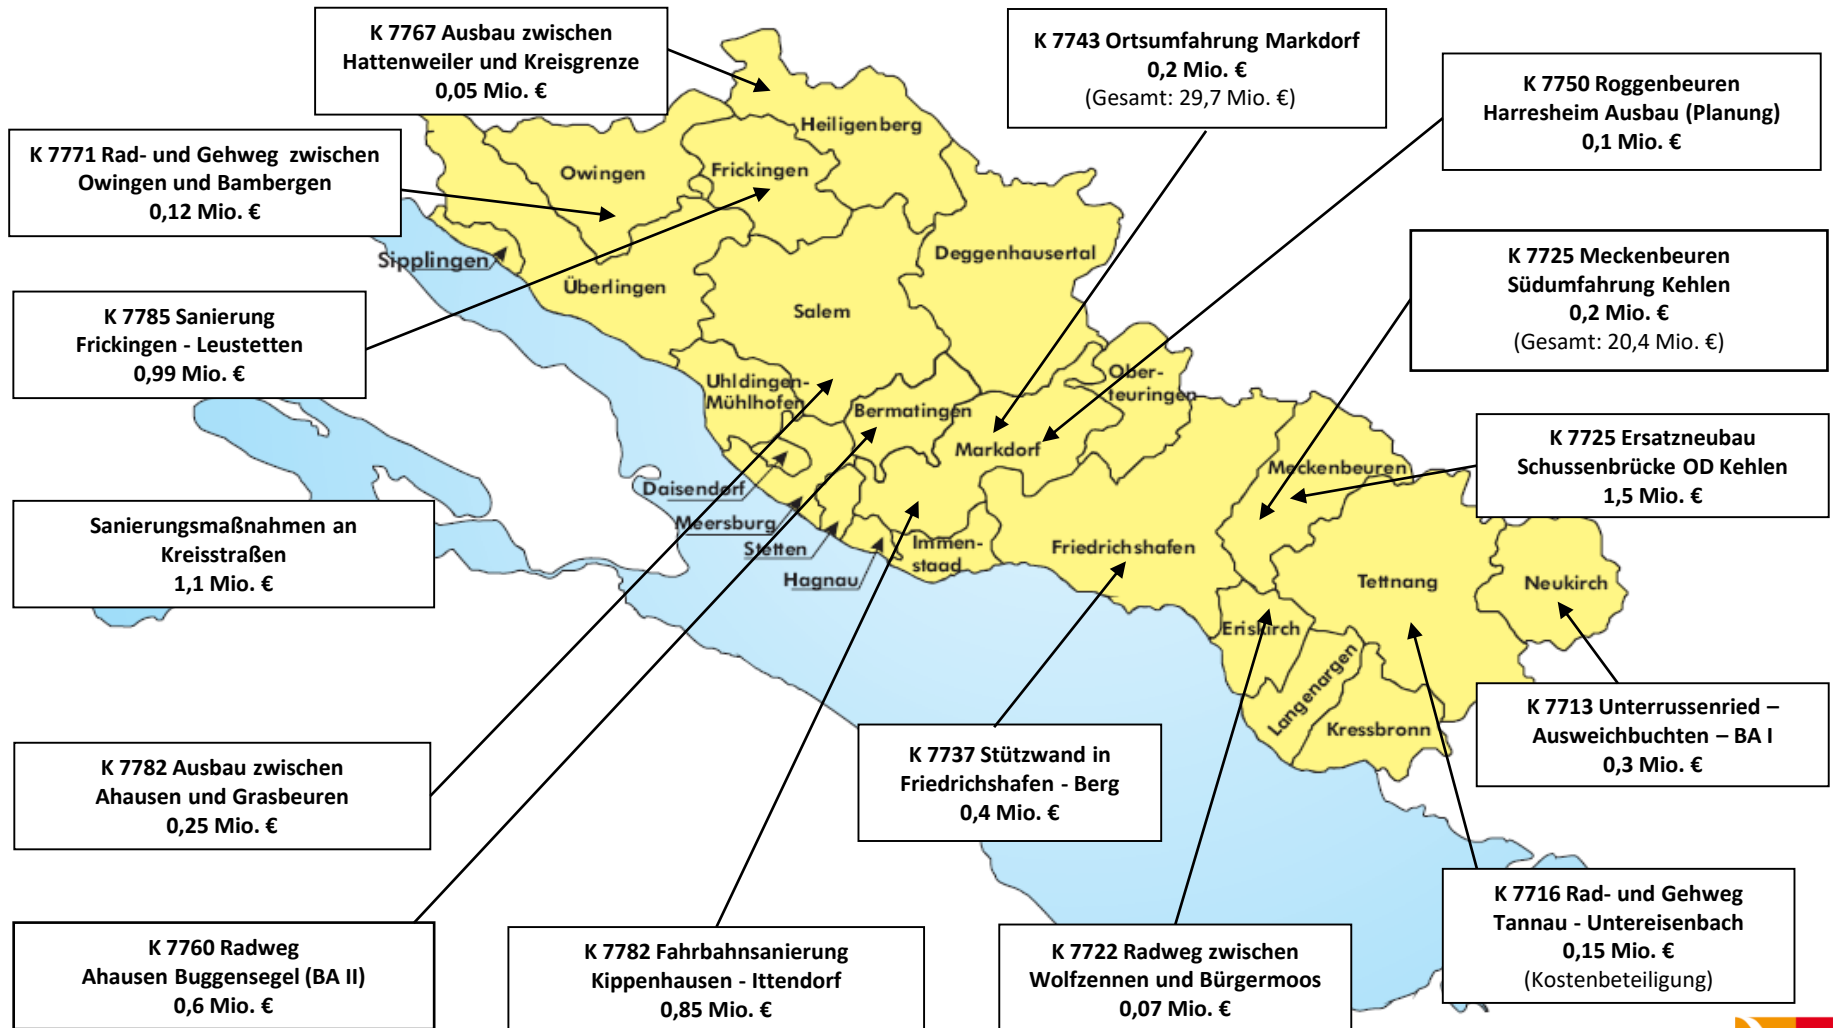 K 7767 Ausbau zwischen
Hattenweiler und Kreisgrenze
0,05 Mio. €
K 7743 Ortsumfahrung Markdorf
0,2 Mio. €
(Gesamt: 29,7 Mio. €)
K 7750 Roggenbeuren
Harresheim Ausbau (Planung)
0,1 Mio. €
K 7771 Rad- und Gehweg zwischen
Owingen und Bambergen
0,12 Mio. €
K 7725 Meckenbeuren
Südumfahrung Kehlen
0,2 Mio. €
(Gesamt: 20,4 Mio. €)
K 7785 Sanierung
Frickingen - Leustetten
0,99 Mio. €
K 7725 Ersatzneubau
Schussenbrücke OD Kehlen
1,5 Mio. €
Sanierungsmaßnahmen an
Kreisstraßen
1,1 Mio. €
K 7713 Unterrussenried –
Ausweichbuchten – BA I
0,3 Mio. €
K 7782 Ausbau zwischen
Ahausen und Grasbeuren
0,25 Mio. €
K 7737 Stützwand in
Friedrichshafen - Berg
0,4 Mio. €
K 7716 Rad- und Gehweg
Tannau - Untereisenbach
0,15 Mio. €
(Kostenbeteiligung)
K 7760 Radweg
Ahausen Buggensegel (BA II)
0,6 Mio. €
K 7782 Fahrbahnsanierung
Kippenhausen - Ittendorf
0,85 Mio. €
K 7722 Radweg zwischen
Wolfzennen und Bürgermoos
0,07 Mio. €
Heiligenberg
Owingen
Frickingen
Sipplingen
Überlingen
Deggenhausertal
Salem
Uhldingen-
Mühlhofen
Bermatingen
Ober-
teuringen
Markdorf
Meckenbeuren
Daisendorf
Meersburg
Stetten
Hagnau
Immen-
staad
Friedrichshafen
Tettnang
Neukirch
Eriskirch
Langenargen
Kressbronn